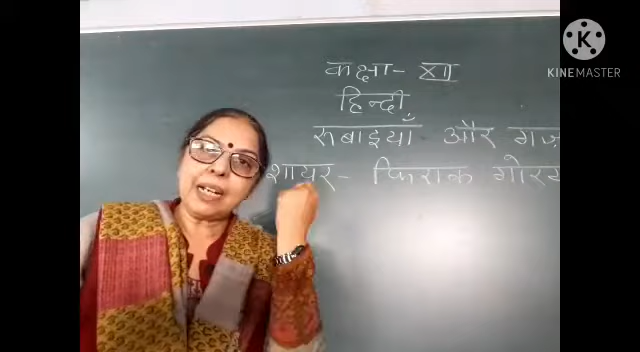 KINEMASTER
कक्षा- XII
हिन्दी
रुबाइयाँ और
शायर- फिराक